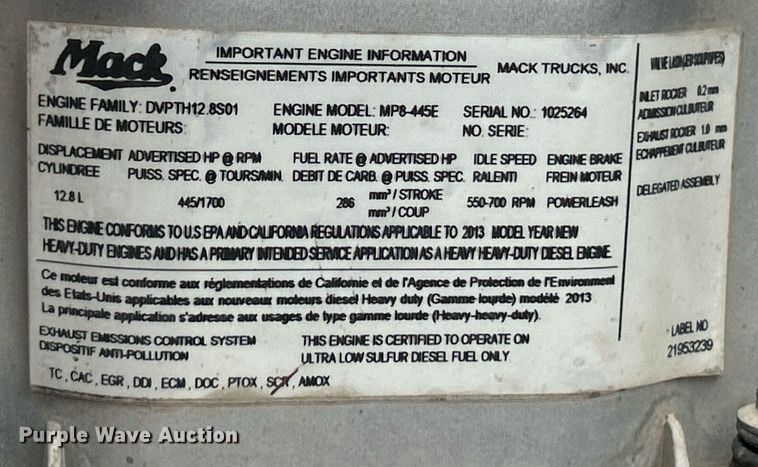 Mack
IMPORTANT ENGINE INFORMATION
RENSEIGNEMENTS IMPORTANTS MOTEUR
MACK TRUCKS, INC.
ENGINE FAMILY: DVPTH12.8S01 ENGINE MODEL: MP8-445E SERIAL NO.: 1025264
FAMILLE DE MOTEURS: MODELE MOTEUR: NO. SERIE:
DISPLACEMENT ADVERTISED HP @ RPM FUEL RATE @ ADVERTISED HP IDLE SPEED ENGINE BRAKE
CYLINDREE PUISS. SPEC. @ TOURS/MIN. DEBIT DE CARB. @ PUISS. SPEC. RALENTI FREIN MOTEUR
12.8 L 445/1700 286 mm³/STROKE 550-700 RPM POWERLEASH
mm³/COUP
THIS ENGINE CONFORMS TO U.S EPA AND CALIFORNIA REGULATIONS APPLICABLE TO 2013 MODEL YEAR NEW
HEAVY-DUTY ENGINES AND HAS A PRIMARY INTENDED SERVICE APPLICATION AS A HEAVY HEAVY-DUTY DIESEL ENGINE.
Ce moteur est conforme aux réglementations de Californie et de l'Agence de Protection de l'Environment
des Etats-Unis applicables aux nouveaux moteurs diesel Heavy duty (Gamme lourde) modélé 2013
La principale application s'adresse aux usages de type gamme lourde (Heavy-heavy-duty).
EXHAUST EMISSIONS CONTROL SYSTEM THIS ENGINE IS CERTIFIED TO OPERATE ON
DISPOSITIF ANTI-POLLUTION ULTRA LOW SULFUR DIESEL FUEL ONLY
TC , CAC , EGR , DDI , ECM , DOC , PTOX , SCR , AMOX
VALVE LASH (JEU SOUPAPES)
INLET ROCKER 0.2 mm
ADMISSION CULBUTEUR
EXHAUST ROCKER 1.0 mm
ECHAPPEMENT CULBUTEUR
DELEGATED ASSEMBLY
LABEL NO
21953239
Purple Wave Auction